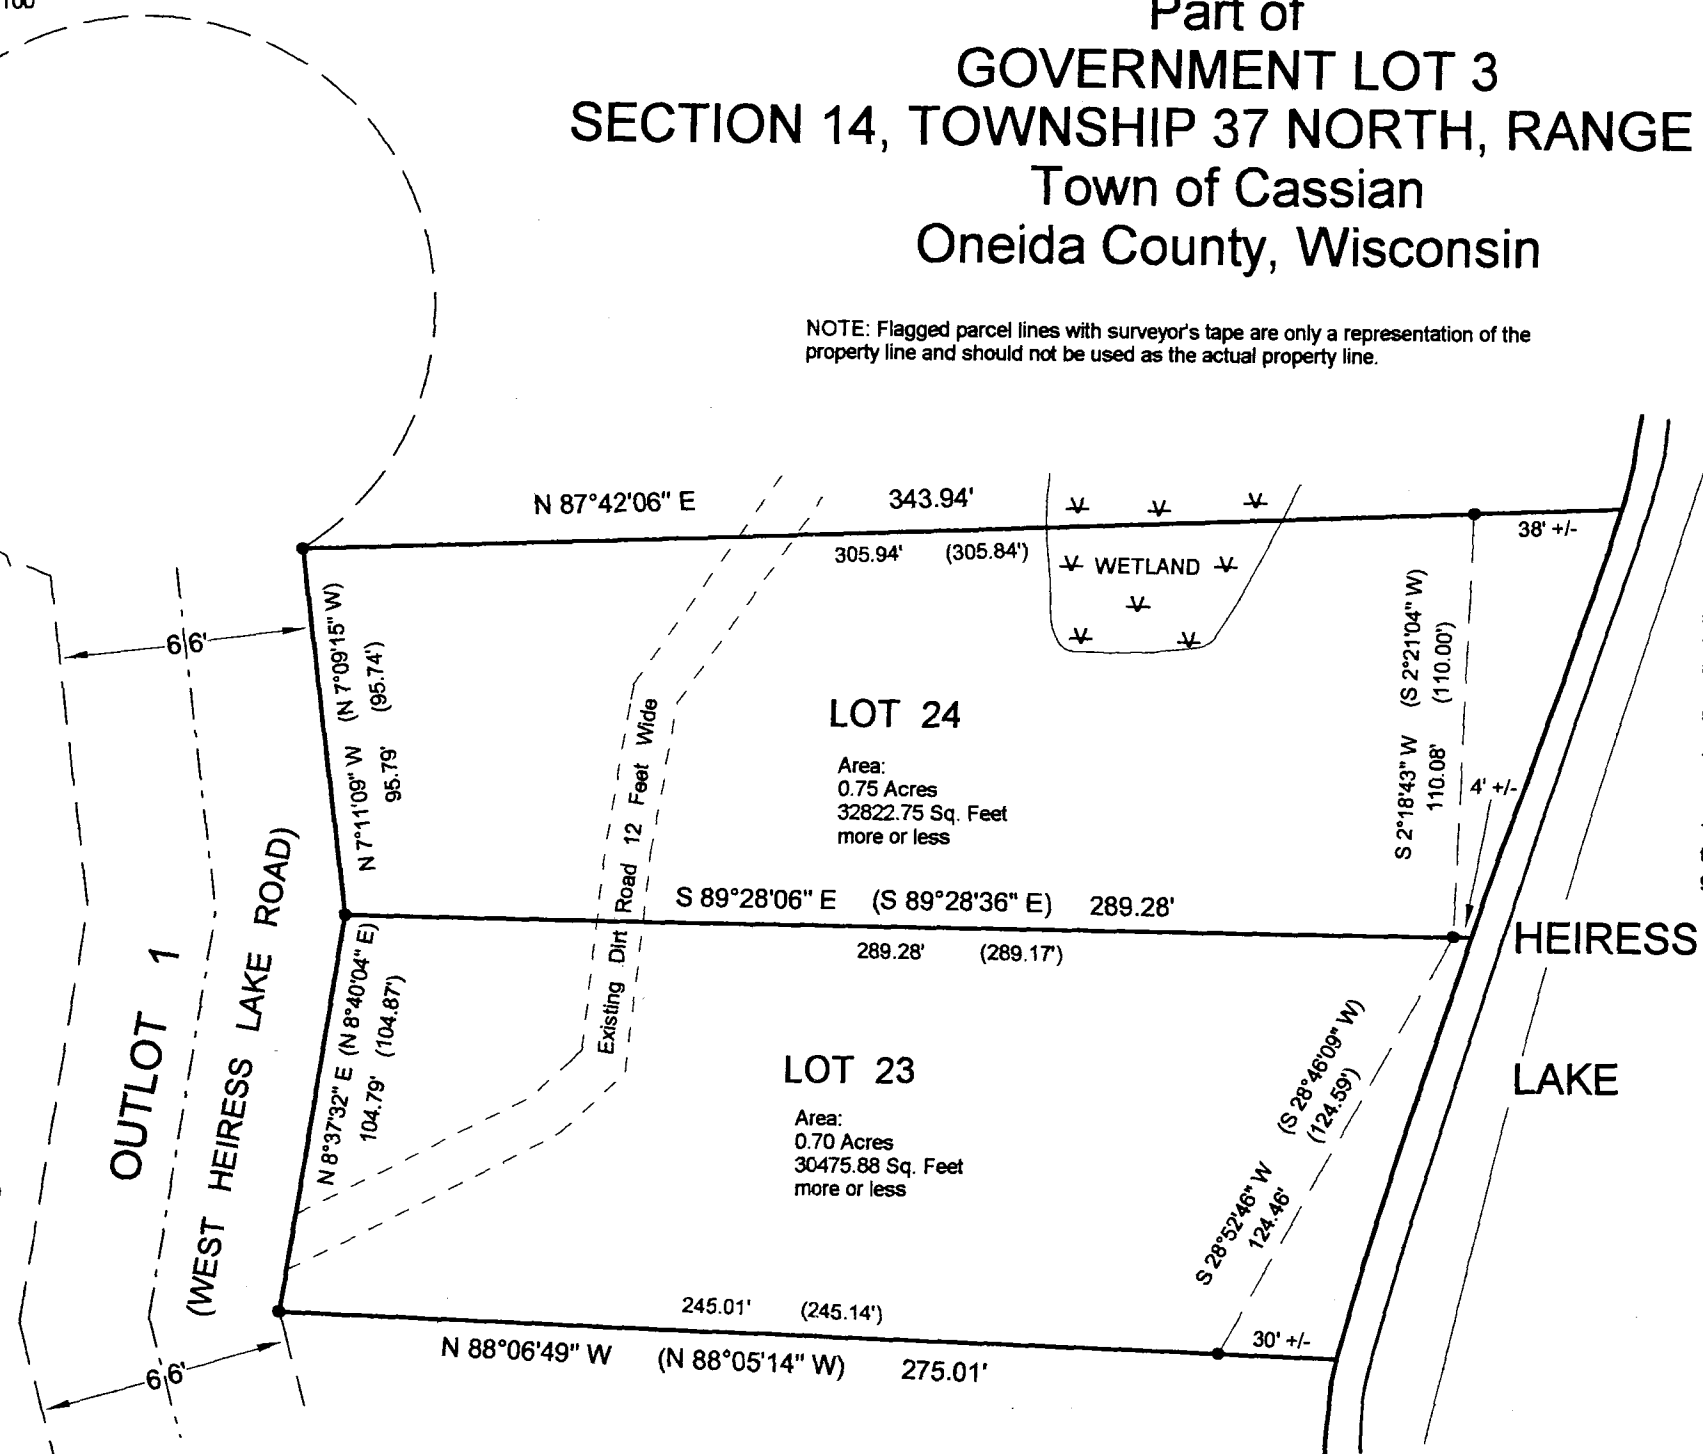 Part of
GOVERNMENT LOT 3
SECTION 14, TOWNSHIP 37 NORTH, RANGE
Town of Cassian
Oneida County, Wisconsin
NOTE: Flagged parcel lines with surveyor's tape are only a representation of the
property line and should not be used as the actual property line.
N 87°42'06" E
343.94'
305.94' (305.84')
38' +/-
WETLAND
66'
N 7°11'09" W (N 7°09'15" W)
95.79' (95.74')
S 2°18'43" W (S 2°21'04" W)
110.08' (110.00')
4' +/-
LOT 24
Area:
0.75 Acres
32822.75 Sq. Feet
more or less
Existing Dirt Road 12 Feet Wide
S 89°28'06" E (S 89°28'36" E) 289.28'
289.28' (289.17')
HEIRESS
LAKE
OUTLOT 1
(WEST HEIRESS LAKE ROAD)
N 8°37'32" E (N 8°40'04" E)
104.79' (104.87')
LOT 23
Area:
0.70 Acres
30475.88 Sq. Feet
more or less
S 28°52'46" W (S 28°46'09" W)
124.46' (124.59')
245.01' (245.14')
30' +/-
N 88°06'49" W (N 88°05'14" W) 275.01'
66'